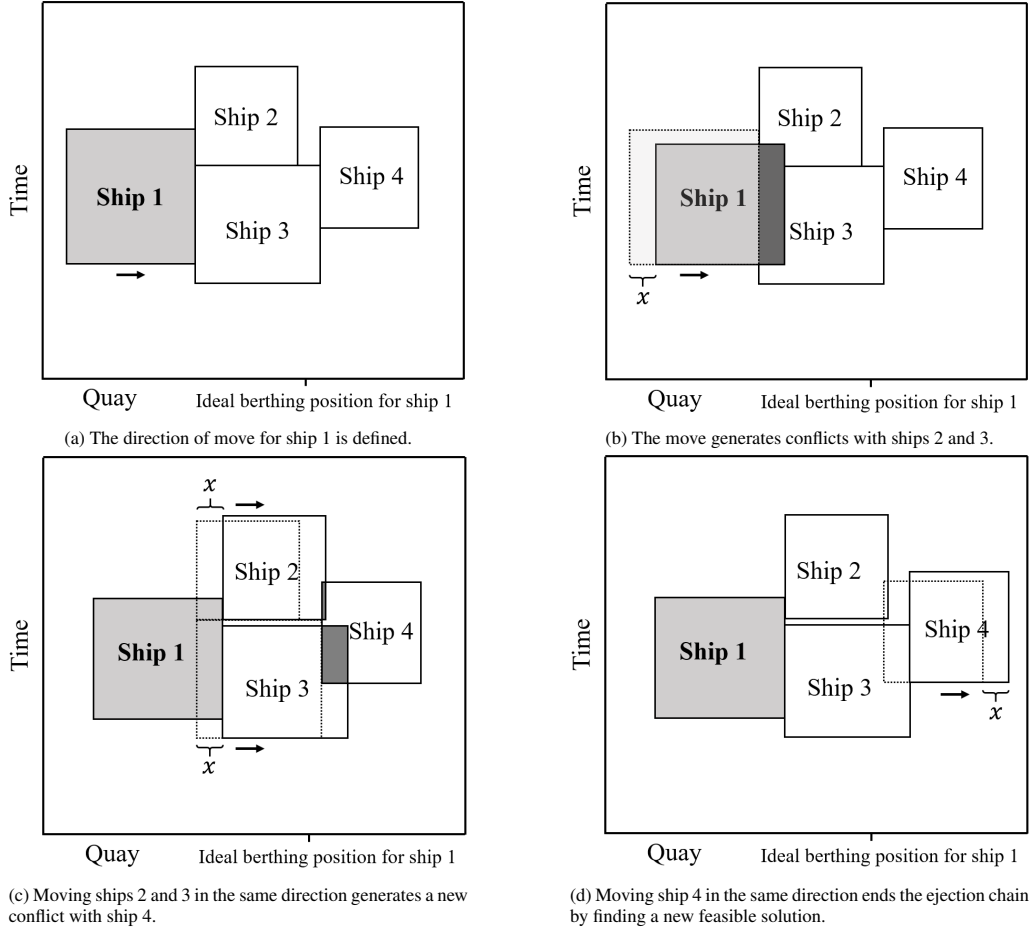 Time
Ship 1
Ship 2
Ship 3
Ship 4
Quay
Ideal berthing position for ship 1
(a) The direction of move for ship 1 is defined.
Time
Ship 1
Ship 2
Ship 3
Ship 4
x
Quay
Ideal berthing position for ship 1
(b) The move generates conflicts with ships 2 and 3.
Time
x
Ship 2
Ship 1
Ship 4
Ship 3
x
Quay
Ideal berthing position for ship 1
(c) Moving ships 2 and 3 in the same direction generates a new
conflict with ship 4.
Time
Ship 2
Ship 1
Ship 4
Ship 3
x
Quay
Ideal berthing position for ship 1
(d) Moving ship 4 in the same direction ends the ejection chain
by finding a new feasible solution.